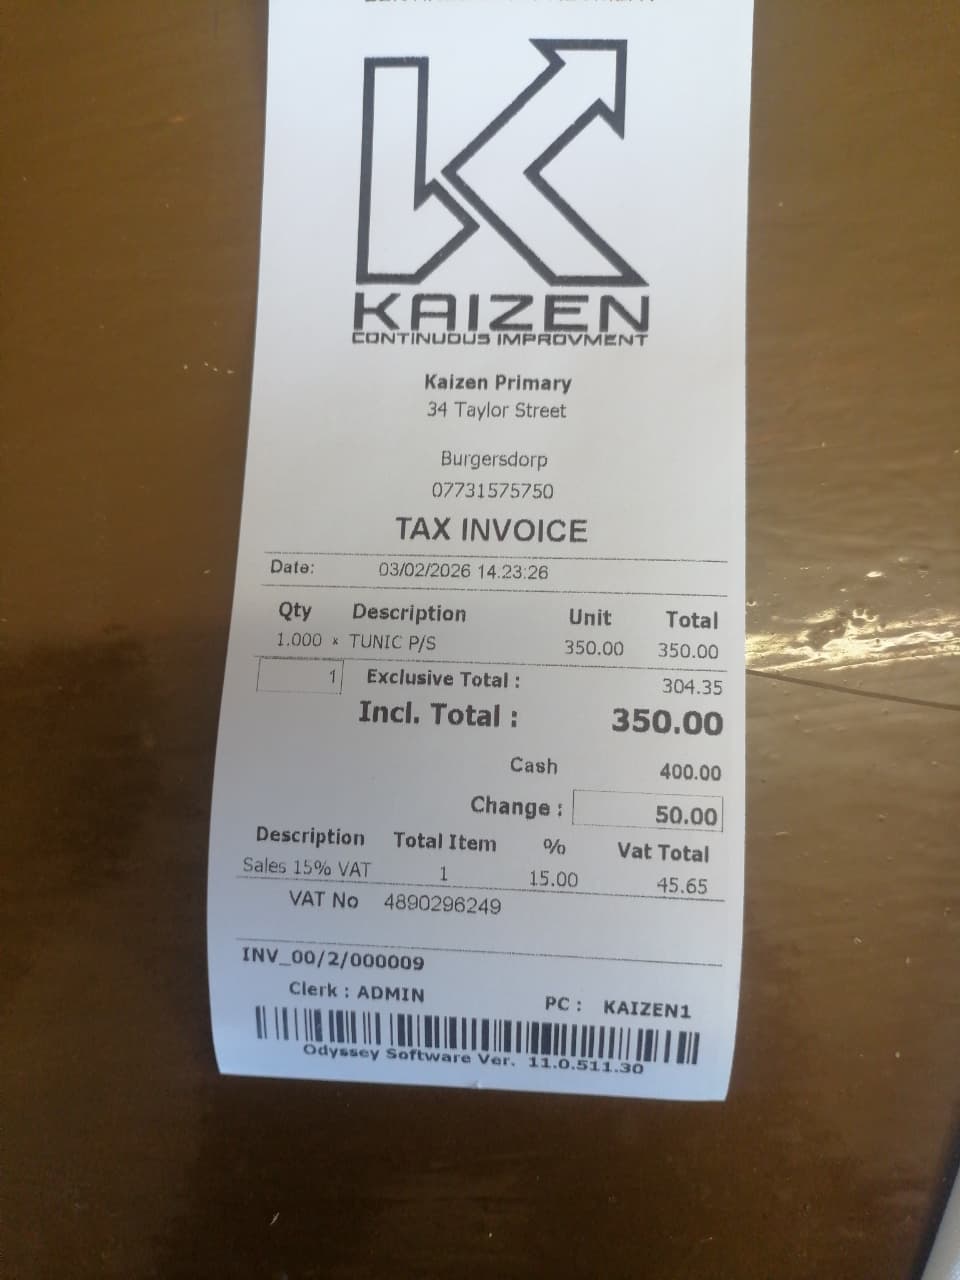 KAIZEN
CONTINUOUS IMPROVMENT
Kaizen Primary
34 Taylor Street
Burgersdorp
07731575750
TAX INVOICE
Date: 03/02/2026 14.23:26
Qty Description Unit Total
1.000 x TUNIC P/S 350.00 350.00
1 Exclusive Total : 304.35
Incl. Total : 350.00
Cash 400.00
Change : 50.00
Description Total Item % Vat Total
Sales 15% VAT 1 15.00 45.65
VAT No 4890296249
INV_00/2/000009
Clerk : ADMIN PC : KAIZEN1
Odyssey Software Ver. 11.0.511.30